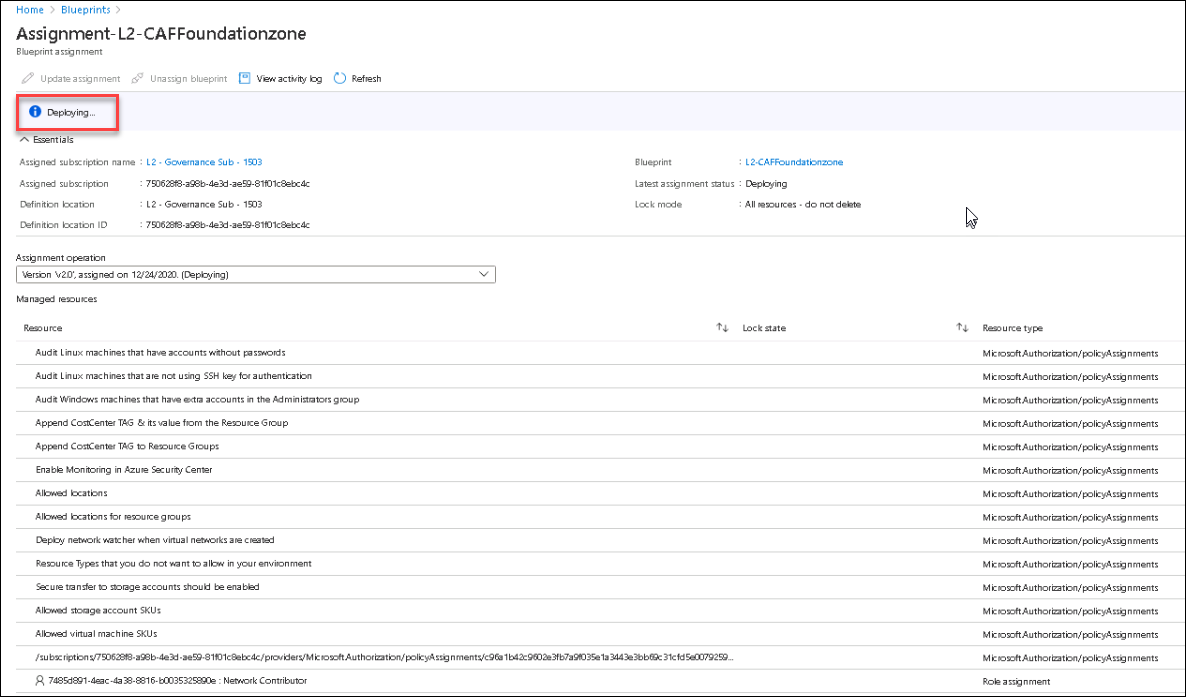 Home > Blueprints >
Assignment-L2-CAFFoundationzone
Blueprint assignment
Update assignment Unassign blueprint View activity log Refresh
Deploying...
Essentials
Assigned subscription name : L2 - Governance Sub - 1503 Blueprint : L2-CAFFoundationzone
Assigned subscription : 750628f8-a98b-4e3d-ae59-81f01c8ebc4c Latest assignment status : Deploying
Definition location : L2 - Governance Sub - 1503 Lock mode : All resources - do not delete
Definition location ID : 750628f8-a98b-4e3d-ae59-81f01c8ebc4c
Assignment operation
Version 'v2.0', assigned on 12/24/2020. (Deploying)
Managed resources
Resource Lock state Resource type
Audit Linux machines that have accounts without passwords Microsoft.Authorization/policyAssignments
Audit Linux machines that are not using SSH key for authentication Microsoft.Authorization/policyAssignments
Audit Windows machines that have extra accounts in the Administrators group Microsoft.Authorization/policyAssignments
Append CostCenter TAG & its value from the Resource Group Microsoft.Authorization/policyAssignments
Append CostCenter TAG to Resource Groups Microsoft.Authorization/policyAssignments
Enable Monitoring in Azure Security Center Microsoft.Authorization/policyAssignments
Allowed locations Microsoft.Authorization/policyAssignments
Allowed locations for resource groups Microsoft.Authorization/policyAssignments
Deploy network watcher when virtual networks are created Microsoft.Authorization/policyAssignments
Resource Types that you do not want to allow in your environment Microsoft.Authorization/policyAssignments
Secure transfer to storage accounts should be enabled Microsoft.Authorization/policyAssignments
Allowed storage account SKUs Microsoft.Authorization/policyAssignments
Allowed virtual machine SKUs Microsoft.Authorization/policyAssignments
/subscriptions/750628f8-a98b-4e3d-ae59-81f01c8ebc4c/providers/Microsoft.Authorization/policyAssignments/c96a1b42c9602e3fb7a9f035e1a3443e3bb69c31cfd5e0079259... Microsoft.Authorization/policyAssignments
7485d891-4eac-4a38-8816-b0035325890e : Network Contributor Role assignment